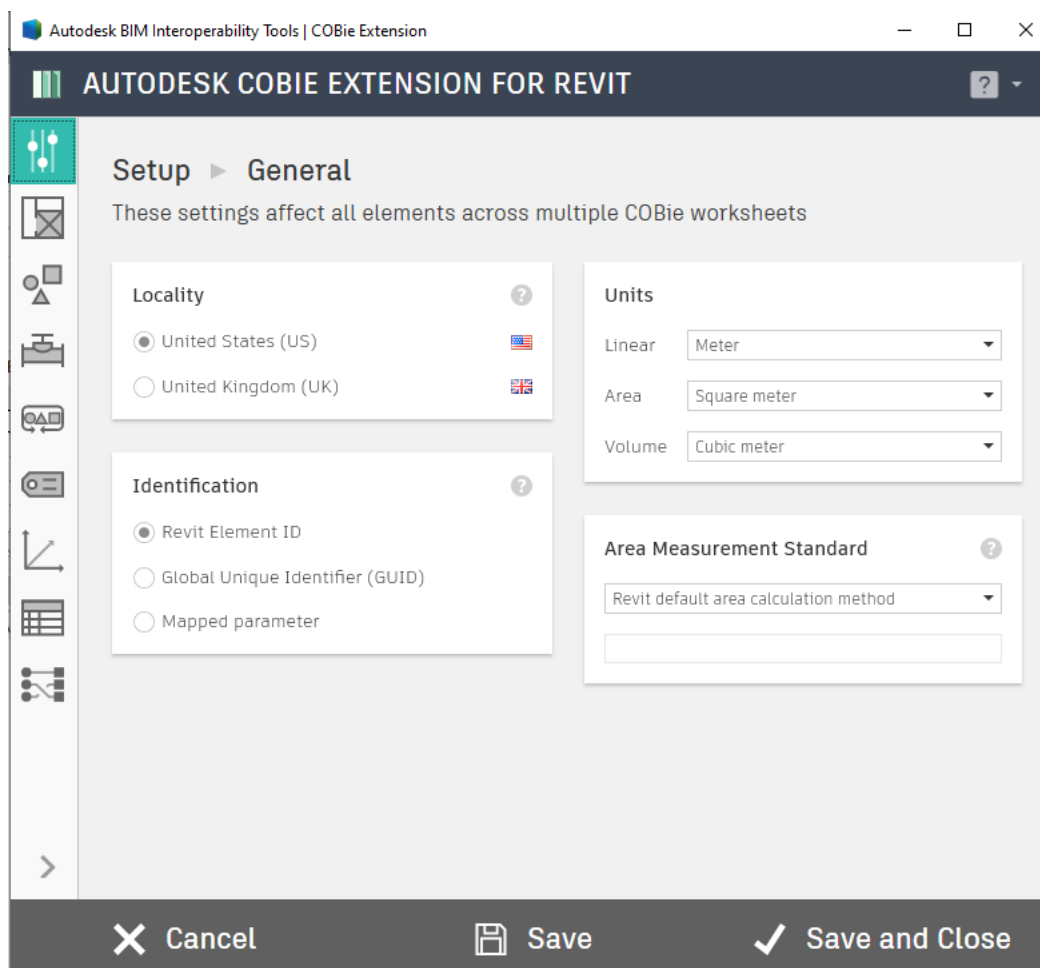 Autodesk BIM Interoperability Tools | COBie Extension
AUTODESK COBIE EXTENSION FOR REVIT
?
Setup ► General
These settings affect all elements across multiple COBie worksheets
Locality
?
United States (US)
United Kingdom (UK)
Identification
?
Revit Element ID
Global Unique Identifier (GUID)
Mapped parameter
Units
Linear Meter
Area Square meter
Volume Cubic meter
Area Measurement Standard
?
Revit default area calculation method
Cancel
Save
Save and Close